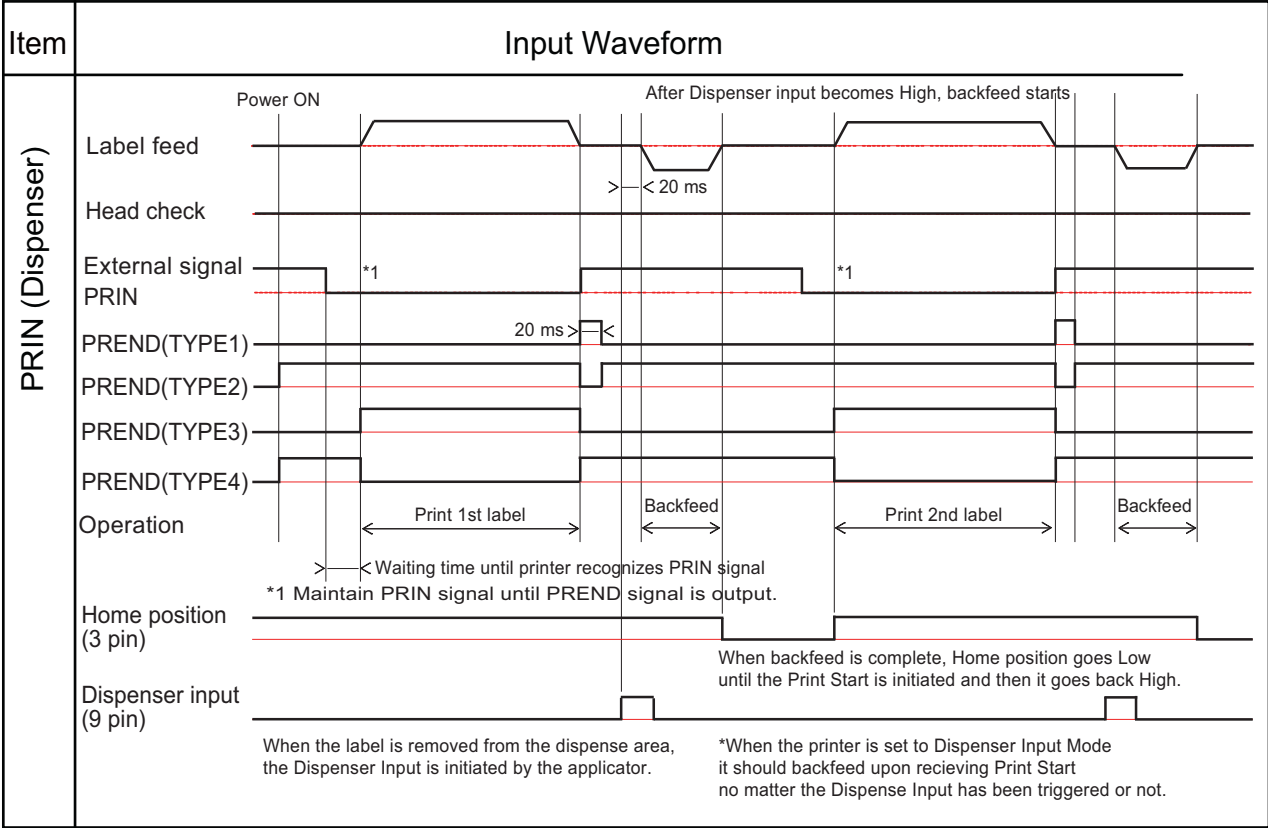 Item
Input Waveform
PRIN (Dispenser)
Power ON
After Dispenser input becomes High, backfeed starts
Label feed
20 ms
Head check
External signal
PRIN
*1
*1
20 ms
PREND(TYPE1)
PREND(TYPE2)
PREND(TYPE3)
PREND(TYPE4)
Operation
Print 1st label
Backfeed
Print 2nd label
Backfeed
Waiting time until printer recognizes PRIN signal
*1 Maintain PRIN signal until PREND signal is output.
Home position
(3 pin)
When backfeed is complete, Home position goes Low
until the Print Start is initiated and then it goes back High.
Dispenser input
(9 pin)
When the label is removed from the dispense area,
the Dispenser Input is initiated by the applicator.
*When the printer is set to Dispenser Input Mode
it should backfeed upon recieving Print Start
no matter the Dispense Input has been triggered or not.